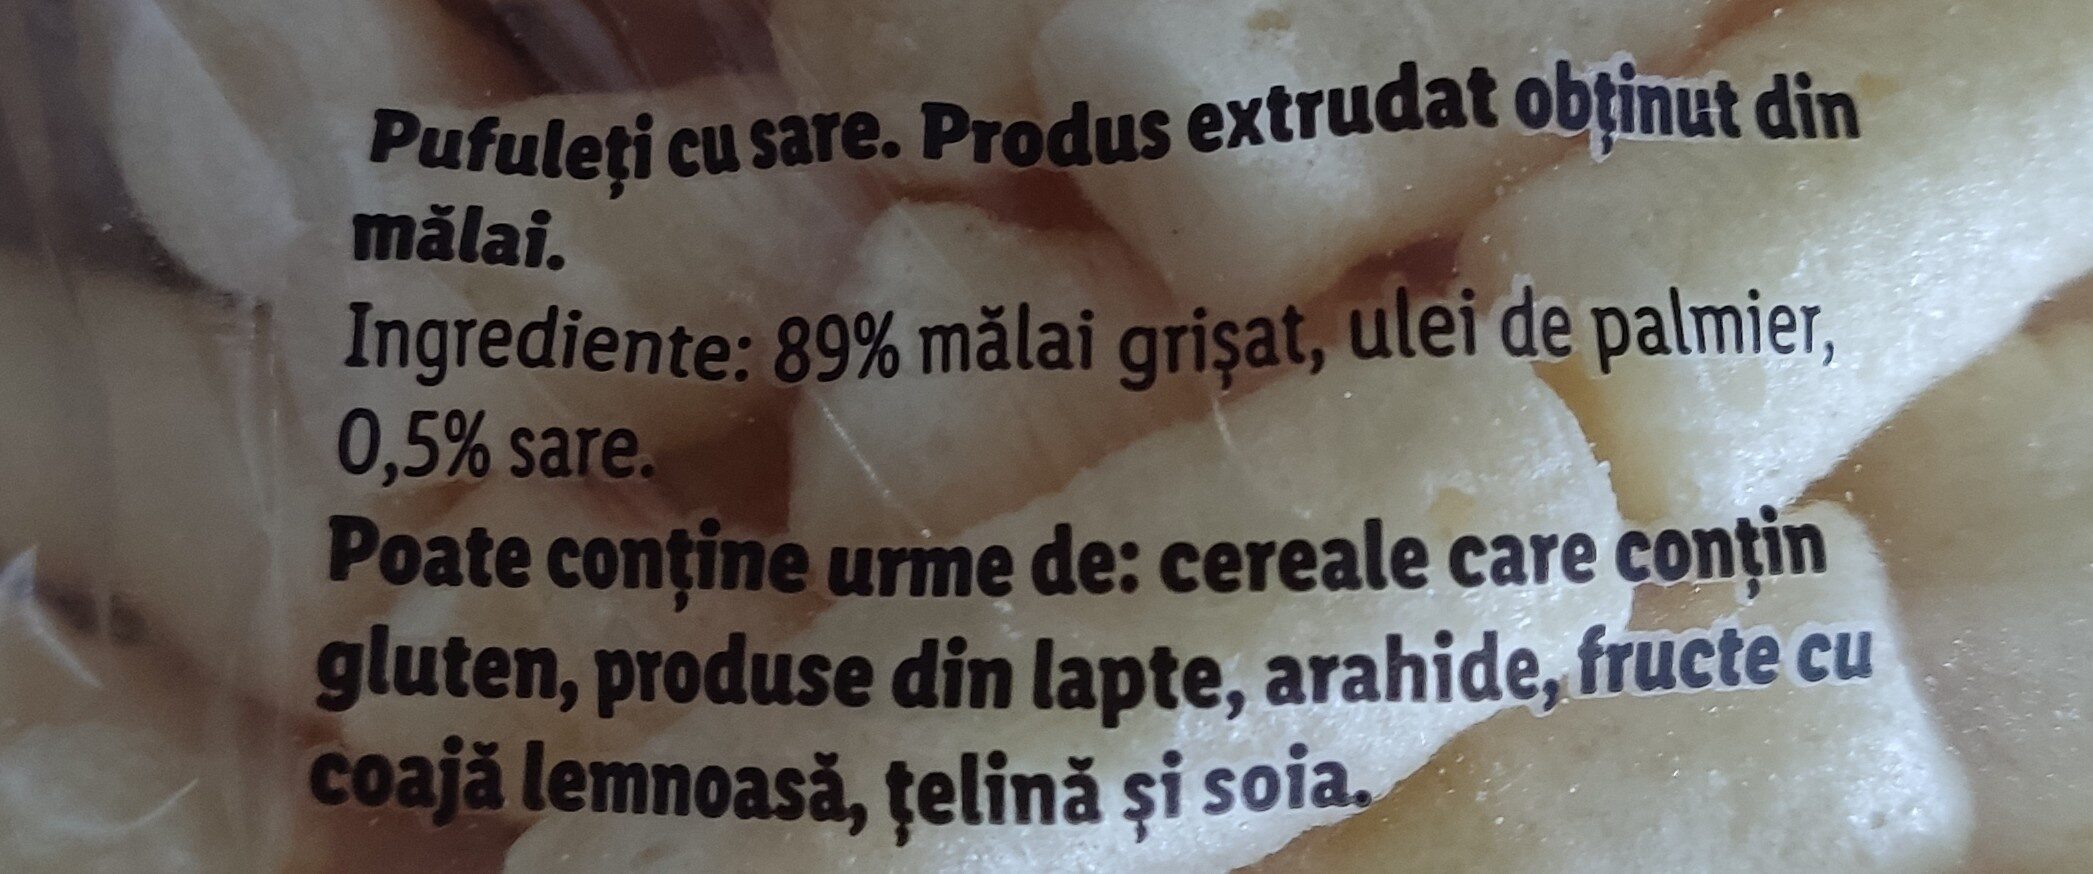 Pufuleți cu sare. Produs extrudat obținut din
mălai.
Ingrediente: 89% mălai grișat, ulei de palmier,
0,5% sare.
Poate conține urme de: cereale care conțin
gluten, produse din lapte, arahide, fructe cu
coajă lemnoasă, țelină și soia.